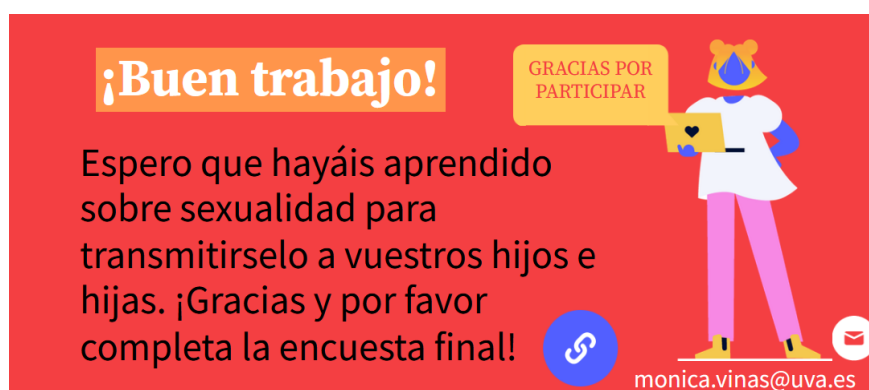 ¡Buen trabajo!
GRACIAS POR
PARTICIPAR
Espero que hayáis aprendido
sobre sexualidad para
transmitirselo a vuestros hijos e
hijas. ¡Gracias y por favor
completa la encuesta final!
monica.vinas@uva.es